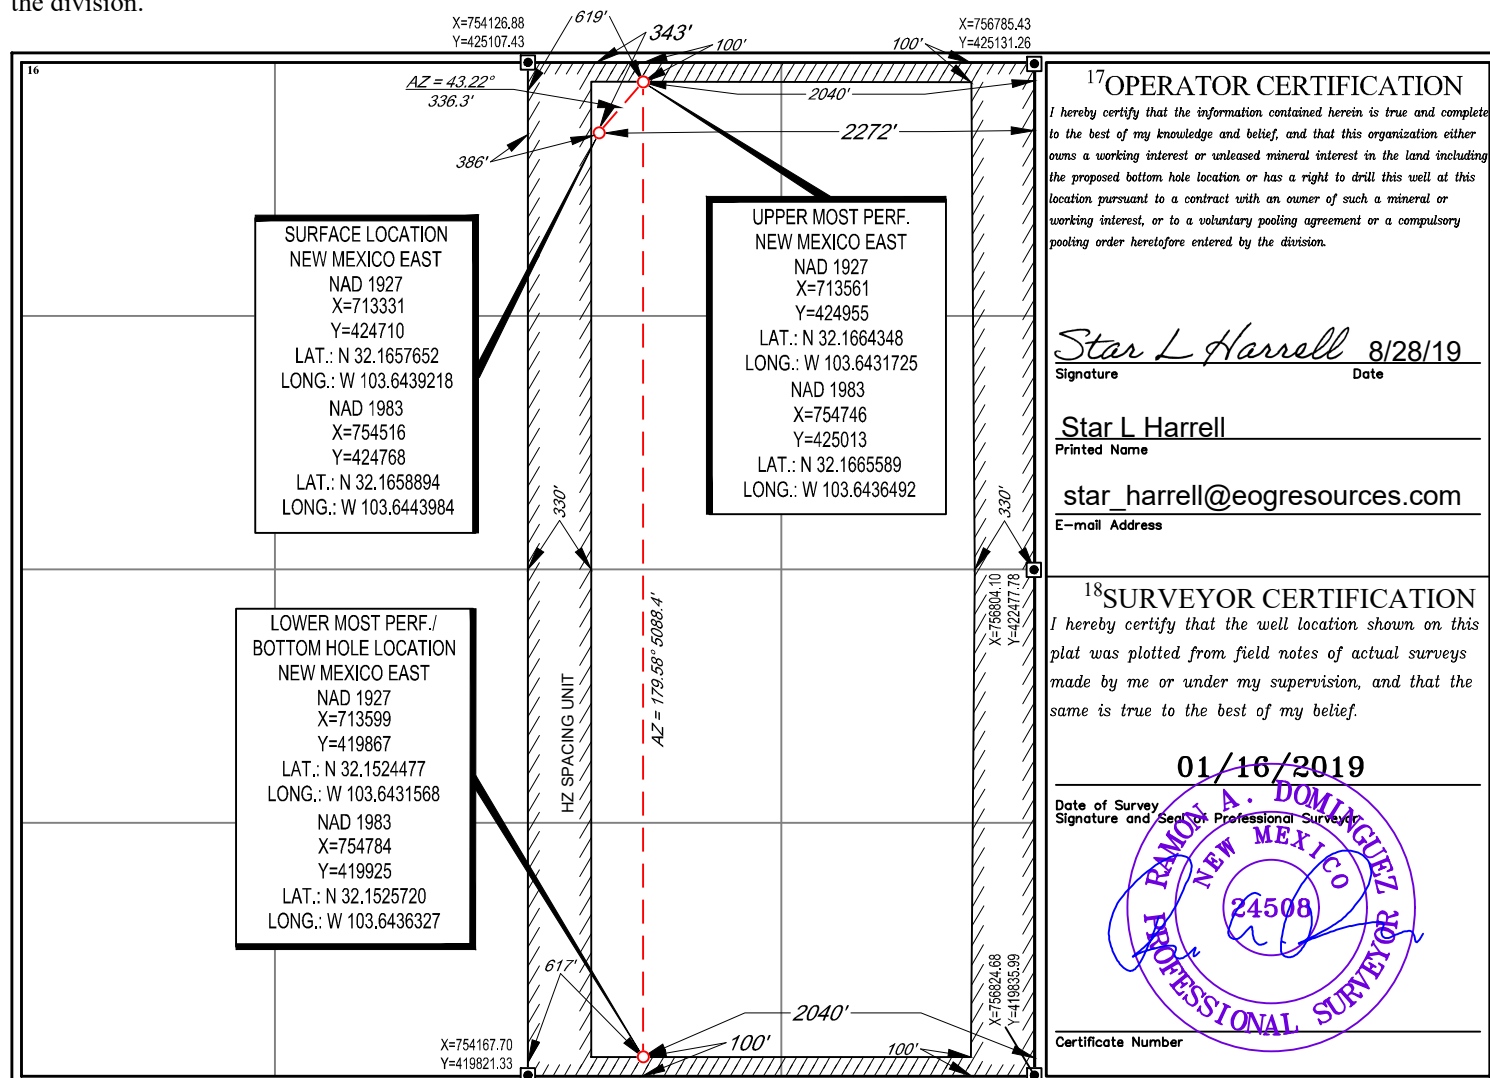 the division.
X=754126.88
Y=425107.43
619'
343'
100'
100'
X=756785.43
Y=425131.26
16
AZ = 43.22°
336.3'
2040'
2272'
386'
SURFACE LOCATION
NEW MEXICO EAST
NAD 1927
X=713331
Y=424710
LAT.: N 32.1657652
LONG.: W 103.6439218
NAD 1983
X=754516
Y=424768
LAT.: N 32.1658894
LONG.: W 103.6443984
UPPER MOST PERF.
NEW MEXICO EAST
NAD 1927
X=713561
Y=424955
LAT.: N 32.1664348
LONG.: W 103.6431725
NAD 1983
X=754746
Y=425013
LAT.: N 32.1665589
LONG.: W 103.6436492
330'
330'
X=756804.10
Y=422477.78
AZ = 179.58° 5088.4'
HZ SPACING UNIT
LOWER MOST PERF./
BOTTOM HOLE LOCATION
NEW MEXICO EAST
NAD 1927
X=713599
Y=419867
LAT.: N 32.1524477
LONG.: W 103.6431568
NAD 1983
X=754784
Y=419925
LAT.: N 32.1525720
LONG.: W 103.6436327
617'
2040'
100'
100'
X=756824.68
Y=419835.99
X=754167.70
Y=419821.33
17OPERATOR CERTIFICATION
I hereby certify that the information contained herein is true and complete
to the best of my knowledge and belief, and that this organization either
owns a working interest or unleased mineral interest in the land including
the proposed bottom hole location or has a right to drill this well at this
location pursuant to a contract with an owner of such a mineral or
working interest, or to a voluntary pooling agreement or a compulsory
pooling order heretofore entered by the division.
Star L Harrell 8/28/19
Signature Date
Star L Harrell
Printed Name
star_harrell@eogresources.com
E-mail Address
18SURVEYOR CERTIFICATION
I hereby certify that the well location shown on this
plat was plotted from field notes of actual surveys
made by me or under my supervision, and that the
same is true to the best of my belief.
01/16/2019
Date of Survey
Signature and Seal of Professional Surveyor
RAMON A. DOMINGUEZ
NEW MEXICO
24508
PROFESSIONAL SURVEYOR
Certificate Number